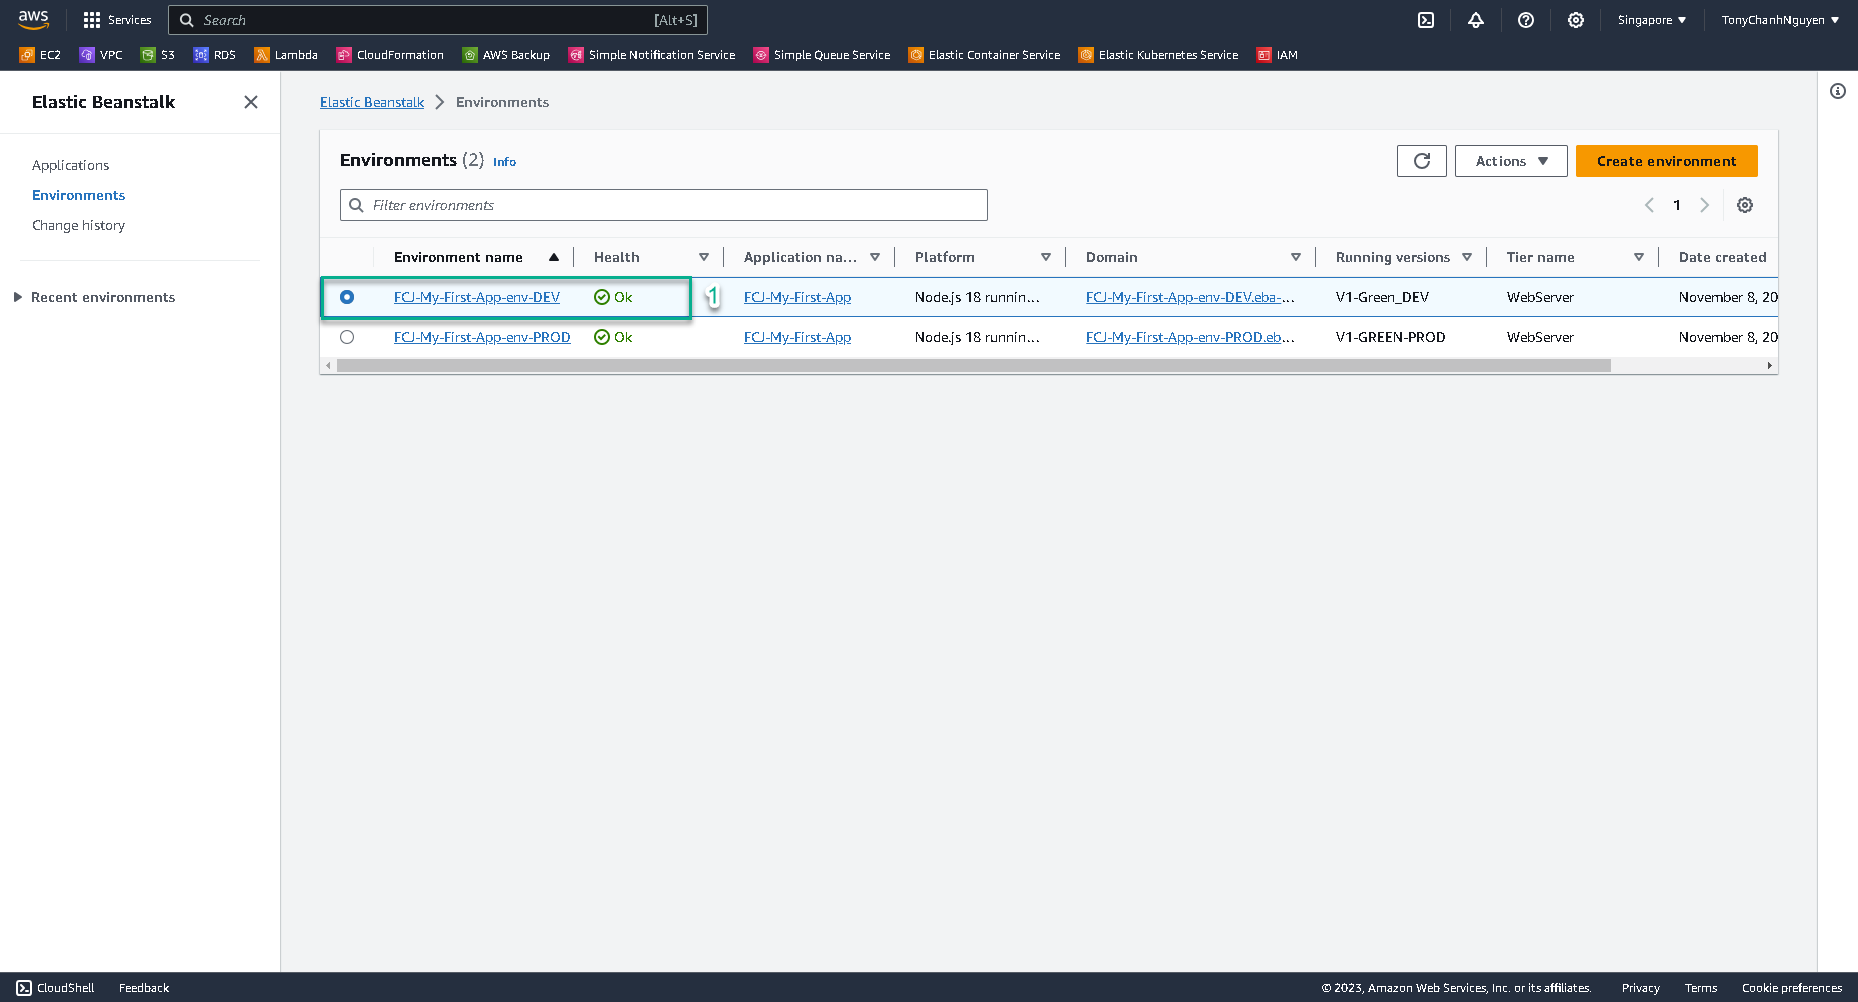 aws Services Search [Alt+S] Singapore TonyChanhNguyen
EC2 VPC S3 RDS Lambda CloudFormation AWS Backup Simple Notification Service Simple Queue Service Elastic Container Service Elastic Kubernetes Service IAM
Elastic Beanstalk
Applications
Environments
Change history
Recent environments
Elastic Beanstalk > Environments
Environments (2) Info Actions Create environment
Filter environments 1
Environment name Health Application na... Platform Domain Running versions Tier name Date created
FCJ-My-First-App-env-DEV Ok 1 FCJ-My-First-App Node.js 18 runnin... FCJ-My-First-App-env-DEV.eba-... V1-Green_DEV WebServer November 8, 20
FCJ-My-First-App-env-PROD Ok FCJ-My-First-App Node.js 18 runnin... FCJ-My-First-App-env-PROD.eb... V1-GREEN-PROD WebServer November 8, 20
CloudShell Feedback © 2023, Amazon Web Services, Inc. or its affiliates. Privacy Terms Cookie preferences